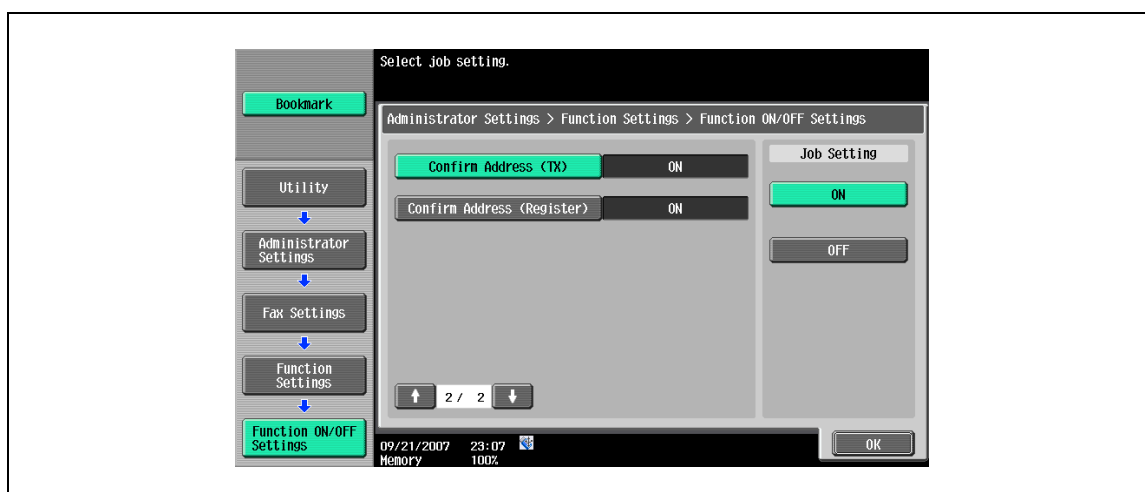 Select job setting.
Bookmark
Administrator Settings > Function Settings > Function ON/OFF Settings
Confirm Address (TX) ON
Confirm Address (Register) ON
Job Setting
ON
OFF
Utility
Administrator
Settings
Fax Settings
Function
Settings
Function ON/OFF
Settings
2/ 2
09/21/2007 23:07
Memory 100%
OK